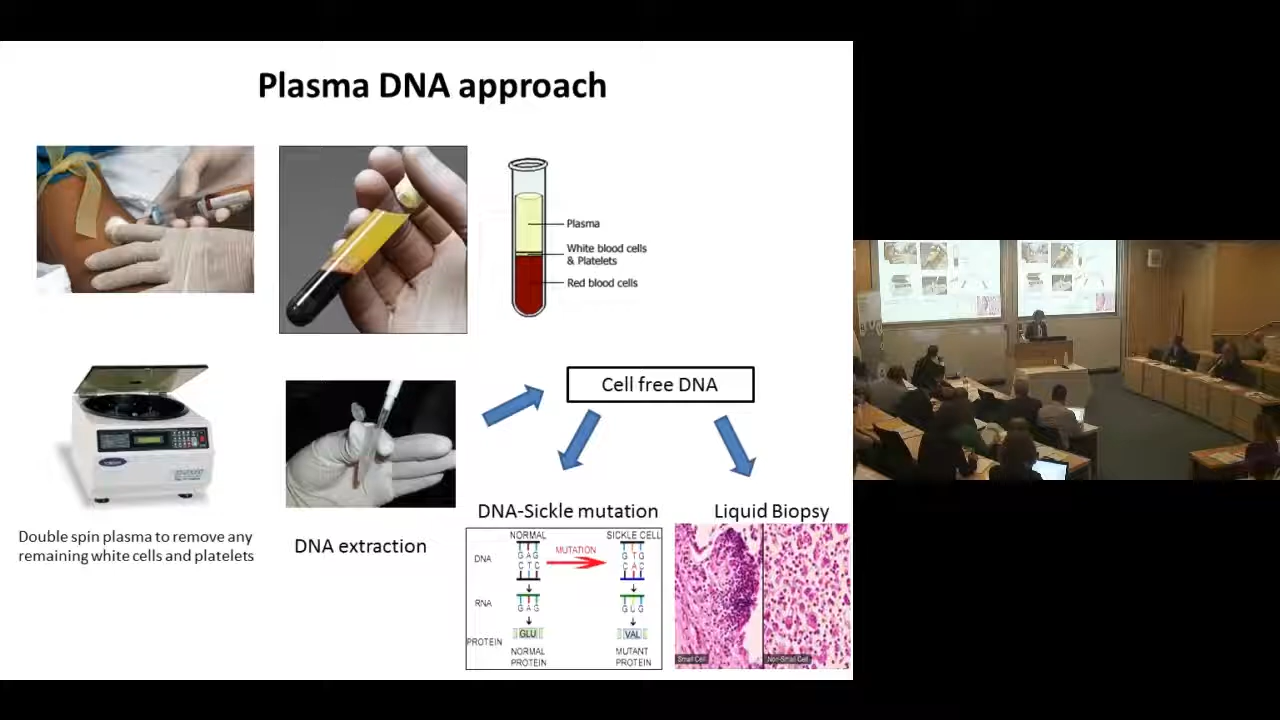 Plasma DNA approach
Plasma
White blood cells
& Platelets
Red blood cells
Cell free DNA
Double spin plasma to remove any
remaining white cells and platelets
DNA extraction
DNA-Sickle mutation
Liquid Biopsy
NORMAL
SICKLE CELL
DNA
G A G
MUTATION
G T G
C T C
C A C
RNA
G A G
G U G
PROTEIN
GLU
VAL
NORMAL
PROTEIN
MUTANT
PROTEIN
Small Cell
Non-Small Cell